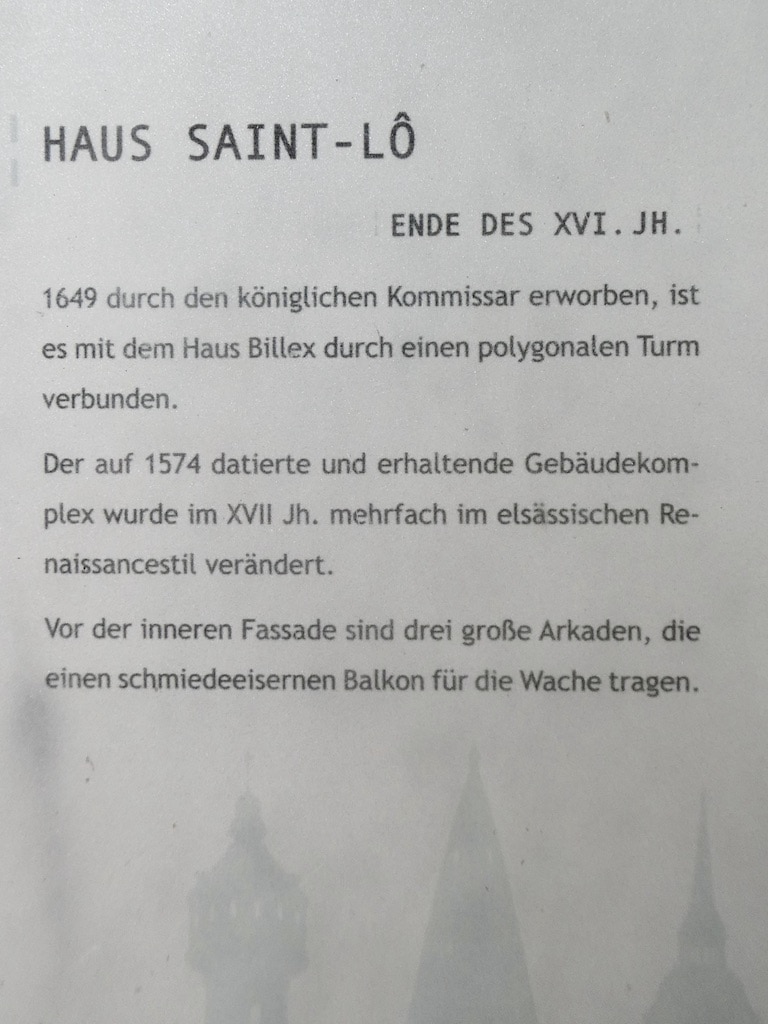 HAUS SAINT-LÔ
ENDE DES XVI.JH.
1649 durch den königlichen Kommissar erworben, ist
es mit dem Haus Billex durch einen polygonalen Turm
verbunden.
Der auf 1574 datierte und erhaltende Gebäudekom-
plex wurde im XVII Jh. mehrfach im elsässischen Re-
naissancestil verändert.
Vor der inneren Fassade sind drei große Arkaden, die
einen schmiedeeisernen Balkon für die Wache tragen.